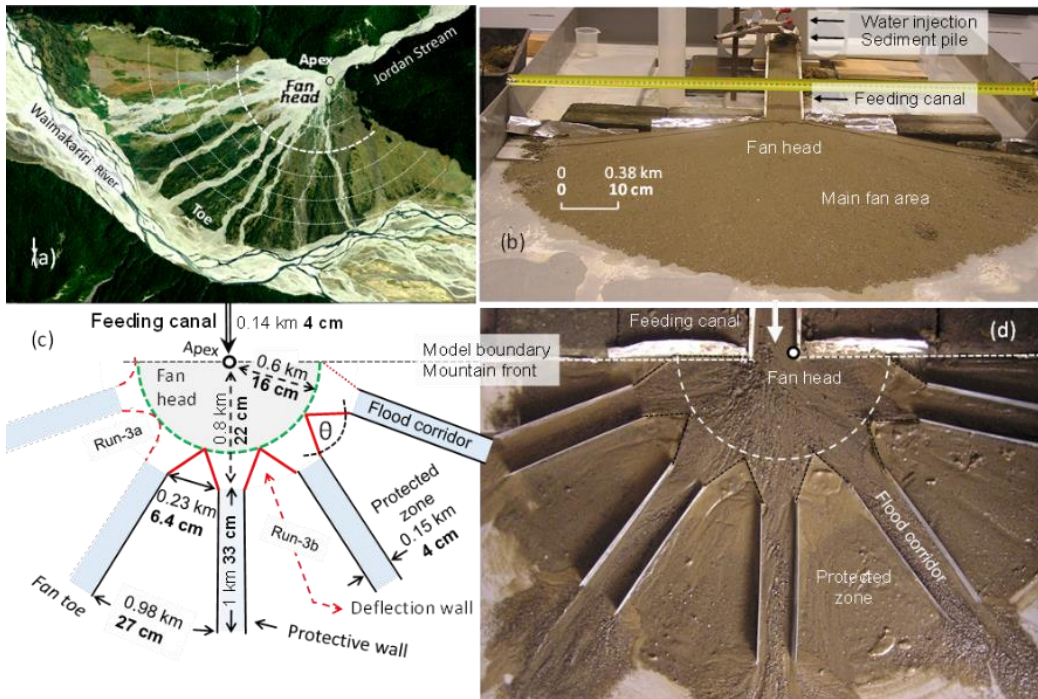 Apex
Fan
head
Jordan Stream
Waimakariri River
Toe
(a)
Water injection
Sediment pile
Feeding canal
Fan head
0 0.38 km
0 10 cm
Main fan area
(b)
(c)
Feeding canal
0.14 km 4 cm
Apex
Model boundary
Mountain front
0.6 km
16 cm
Fan
head
0.8 km
22 cm
Flood corridor
Run-3a
θ
0.23 km
6.4 cm
Protected
zone
0.15 km
4 cm
Run-3b
1 km 33 cm
Fan toe
0.98 km
27 cm
Deflection wall
Protective wall
Feeding canal
(d)
Fan head
Flood corridor
Protected
zone